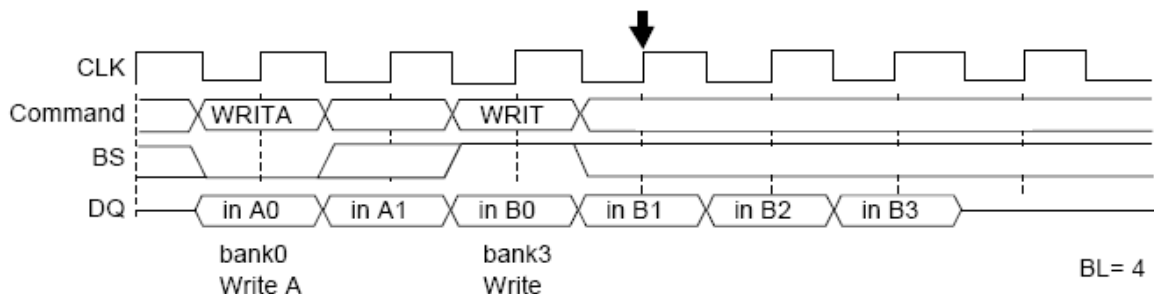 CLK
Command WRITA WRIT
BS
DQ in A0 in A1 in B0 in B1 in B2 in B3
bank0 bank3
Write A Write BL= 4